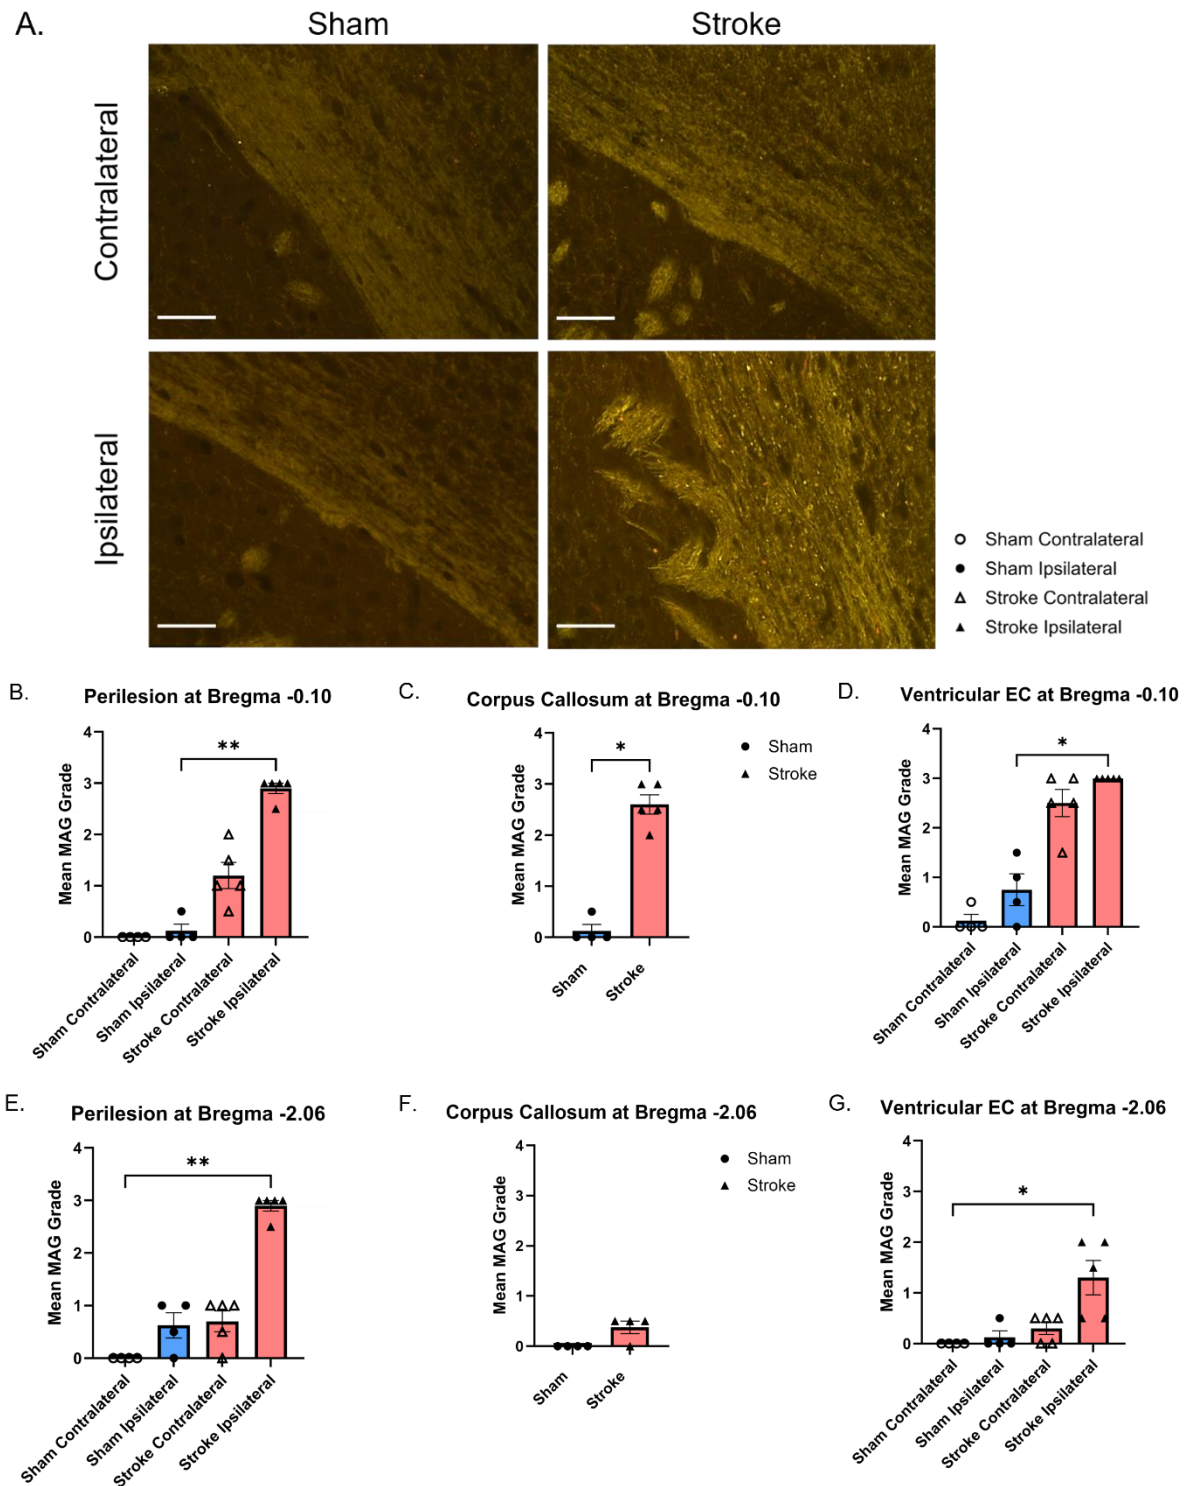 A.
Sham
Stroke
Contralateral
Ipsilateral
Sham Contralateral
Sham Ipsilateral
Stroke Contralateral
Stroke Ipsilateral
B.
Perilesion at Bregma -0.10
**
Mean MAG Grade
4
3
2
1
0
Sham Contralateral
Sham Ipsilateral
Stroke Contralateral
Stroke Ipsilateral
C.
Corpus Callosum at Bregma -0.10
*
Sham
Stroke
Mean MAG Grade
4
3
2
1
0
Sham
Stroke
D.
Ventricular EC at Bregma -0.10
*
Mean MAG Grade
4
3
2
1
0
Sham Contralateral
Sham Ipsilateral
Stroke Contralateral
Stroke Ipsilateral
E.
Perilesion at Bregma -2.06
**
Mean MAG Grade
4
3
2
1
0
Sham Contralateral
Sham Ipsilateral
Stroke Contralateral
Stroke Ipsilateral
F.
Corpus Callosum at Bregma -2.06
Sham
Stroke
Mean MAG Grade
4
3
2
1
0
Sham
Stroke
G.
Ventricular EC at Bregma -2.06
*
Mean MAG Grade
4
3
2
1
0
Sham Contralateral
Sham Ipsilateral
Stroke Contralateral
Stroke Ipsilateral